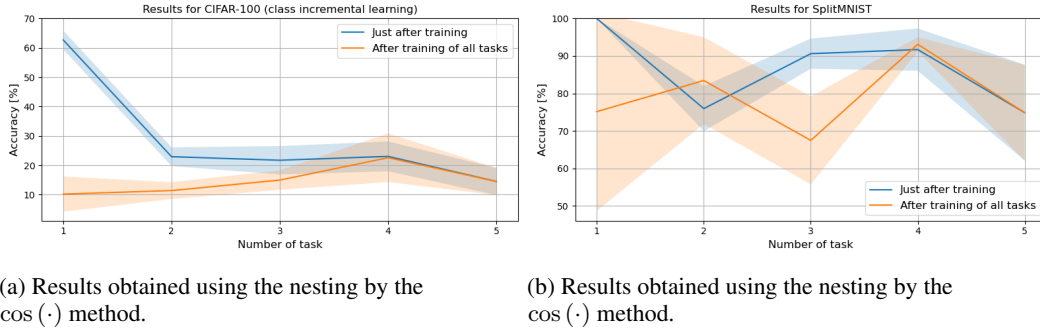 Results for CIFAR-100 (class incremental learning)
70
60
50
40
30
20
10
Accuracy [%]
Just after training
After training of all tasks
1 2 3 4 5
Number of task
Results for SplitMNIST
100
90
80
70
60
50
Accuracy [%]
Just after training
After training of all tasks
1 2 3 4 5
Number of task
(a) Results obtained using the nesting by the
cos (·) method.
(b) Results obtained using the nesting by the
cos (·) method.